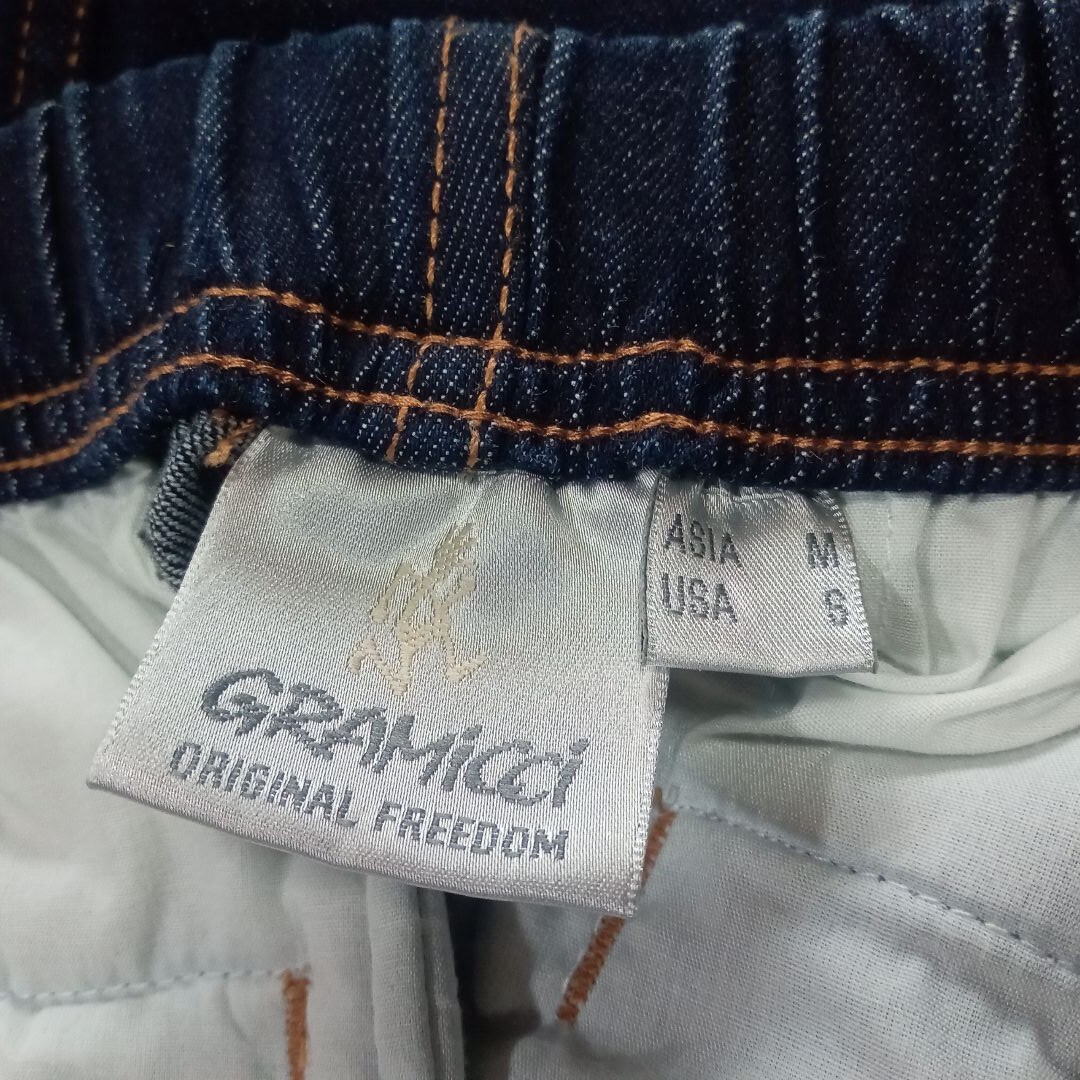 GRAMiCCi
ORIGINAL FREEDOM
ASIA M
USA S